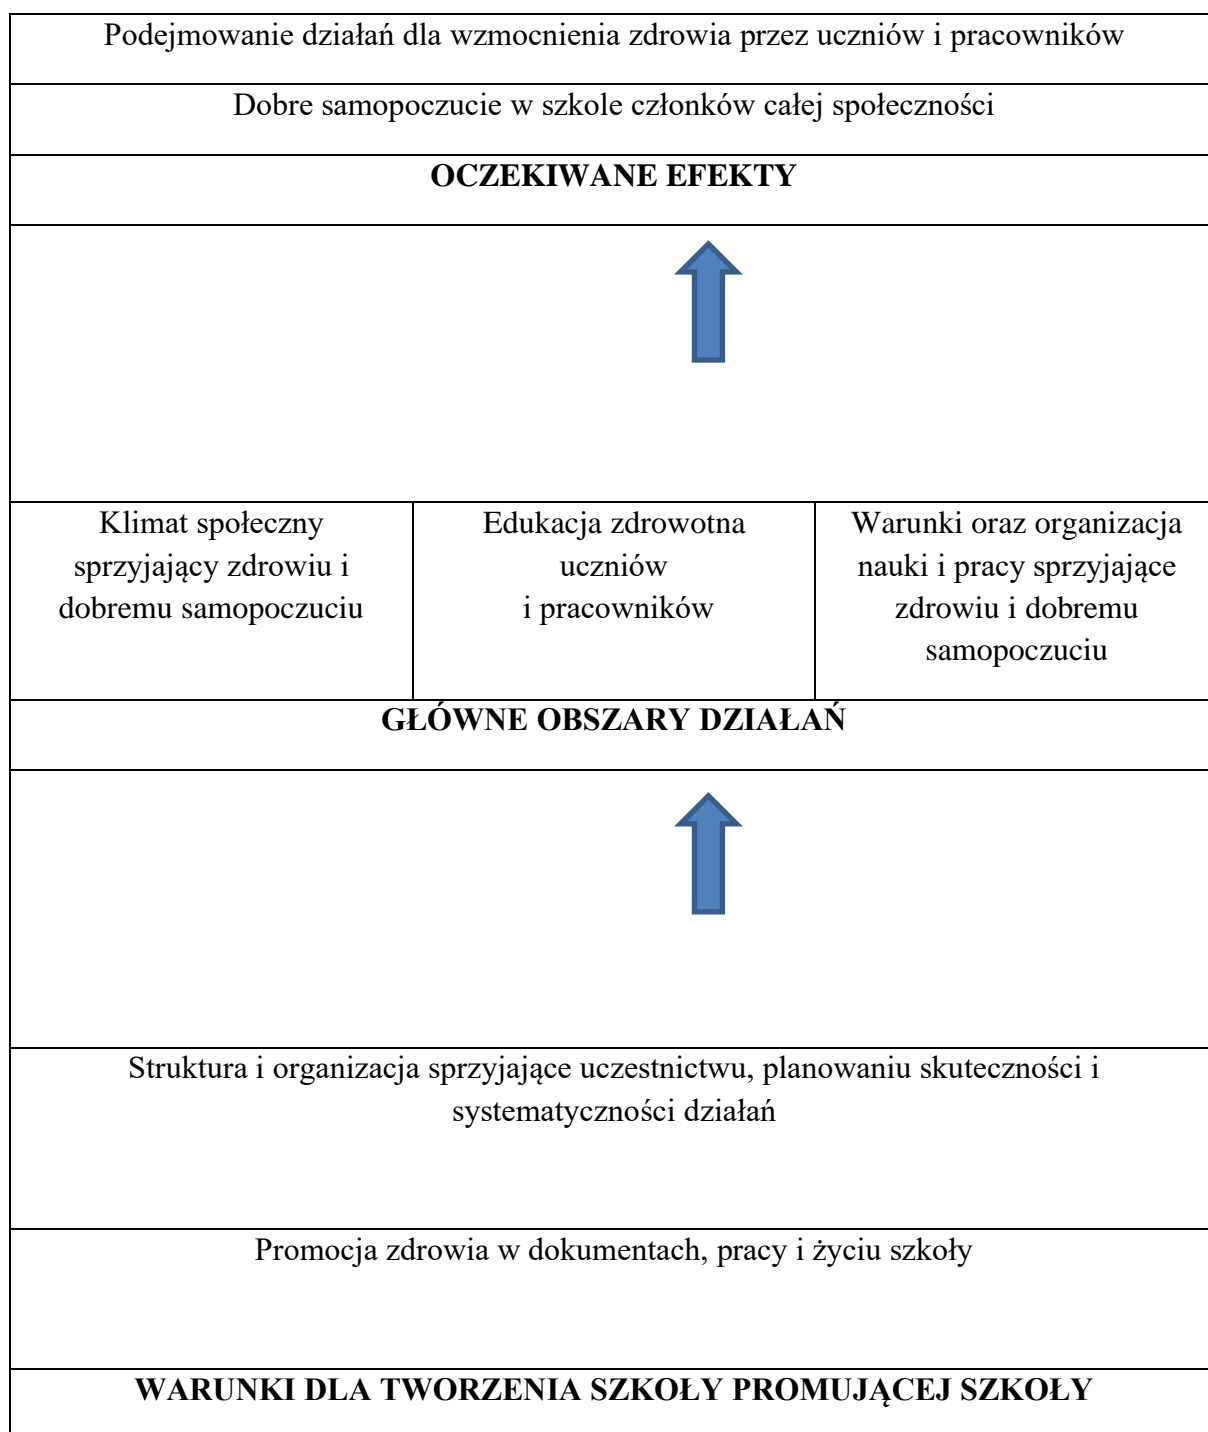 Podejmowanie działań dla wzmocnienia zdrowia przez uczniów i pracowników
Dobre samopoczucie w szkole członków całej społeczności
OCZEKIWANE EFEKTY
Klimat społeczny
sprzyjający zdrowiu i
dobremu samopoczuciu
Edukacja zdrowotna
uczniów
i pracowników
Warunki oraz organizacja
nauki i pracy sprzyjające
zdrowiu i dobremu
samopoczuciu
GŁÓWNE OBSZARY DZIAŁAŃ
Struktura i organizacja sprzyjające uczestnictwu, planowaniu skuteczności i
systematyczności działań
Promocja zdrowia w dokumentach, pracy i życiu szkoły
WARUNKI DLA TWORZENIA SZKOŁY PROMUJĄCEJ SZKOŁY